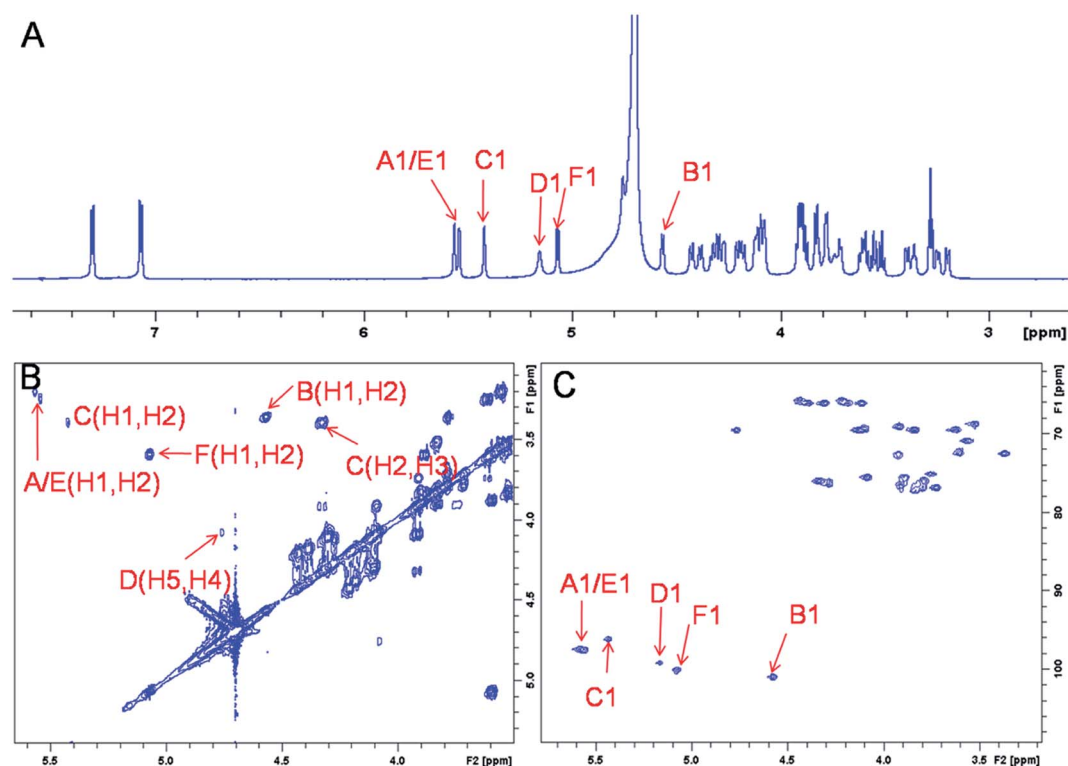 A
A1/E1
C1
D1
F1
B1
7
6
5
4
3
[ppm]
B
C(H1,H2)
B(H1,H2)
A/E(H1,H2)
F(H1,H2)
C(H2,H3)
D(H5,H4)
F1 [ppm]
3.5
4.0
4.5
5.0
5.5
5.0
4.5
4.0
F2 [ppm]
C
A1/E1
C1
D1
F1
B1
F1 [ppm]
70
80
90
100
5.5
5.0
4.5
4.0
3.5
F2 [ppm]